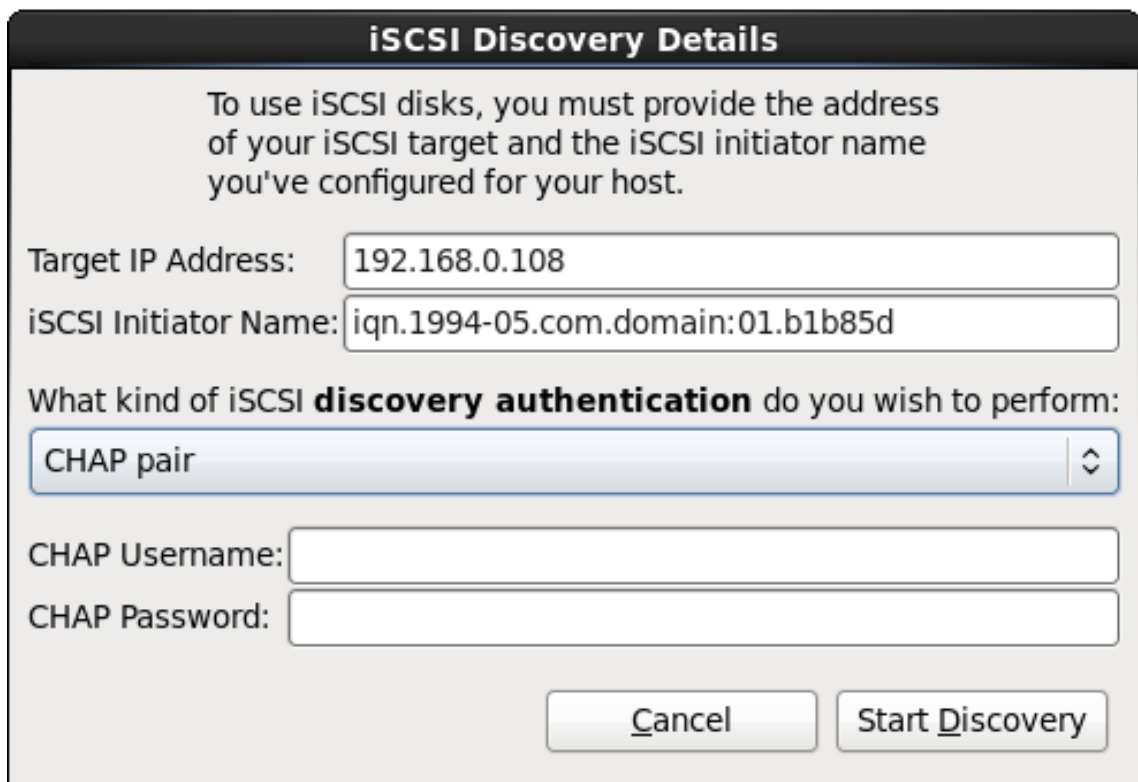 iSCSI Discovery Details
To use iSCSI disks, you must provide the address
of your iSCSI target and the iSCSI initiator name
you've configured for your host.
Target IP Address: 192.168.0.108
iSCSI Initiator Name: iqn.1994-05.com.domain:01.b1b85d
What kind of iSCSI discovery authentication do you wish to perform:
CHAP pair
CHAP Username:
CHAP Password:
Cancel Start Discovery